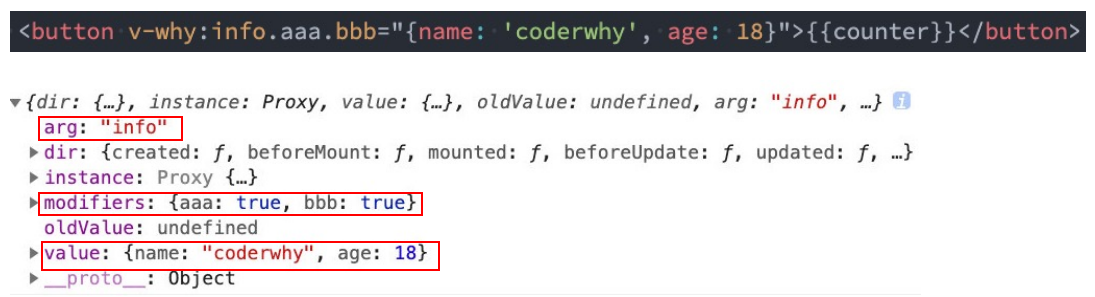 <button v-why:info.aaa.bbb="{name: 'coderwhy', age: 18}">{{counter}}</button>
▼{dir: {…}, instance: Proxy, value: {…}, oldValue: undefined, arg: "info", …} i
arg: "info"
▶dir: {created: ƒ, beforeMount: ƒ, mounted: ƒ, beforeUpdate: ƒ, updated: ƒ, …}
▶instance: Proxy {…}
▶modifiers: {aaa: true, bbb: true}
oldValue: undefined
▶value: {name: "coderwhy", age: 18}
▶__proto__: Object